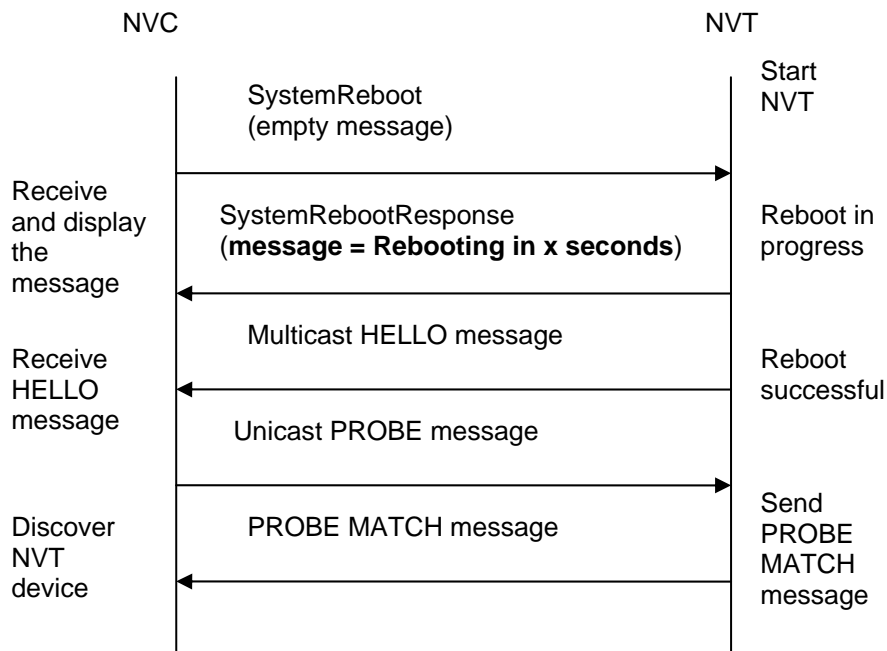 NVC
NVT
Start
NVT
SystemReboot
(empty message)
Receive
and display
the
message
SystemRebootResponse
(message = Rebooting in x seconds)
Reboot in
progress
Multicast HELLO message
Receive
HELLO
message
Reboot
successful
Unicast PROBE message
Discover
NVT
device
PROBE MATCH message
Send
PROBE
MATCH
message